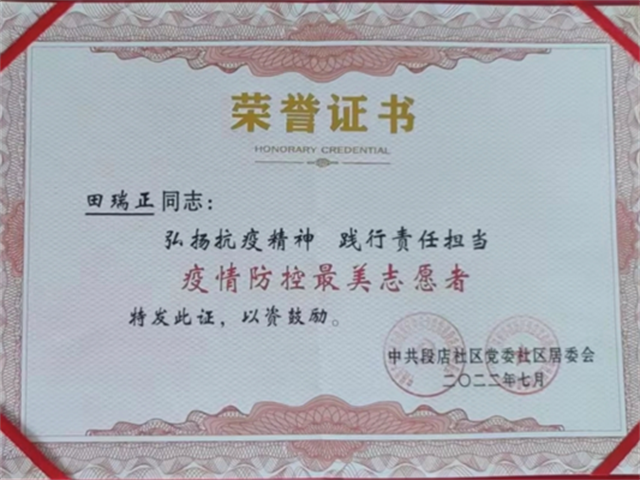 荣誉证书
HONORARY CREDENTIAL
田瑞正同志：
弘扬抗疫精神 践行责任担当
疫情防控最美志愿者
特发此证，以资鼓励。
中共段店社区党委社区居委会
二〇二二年七月